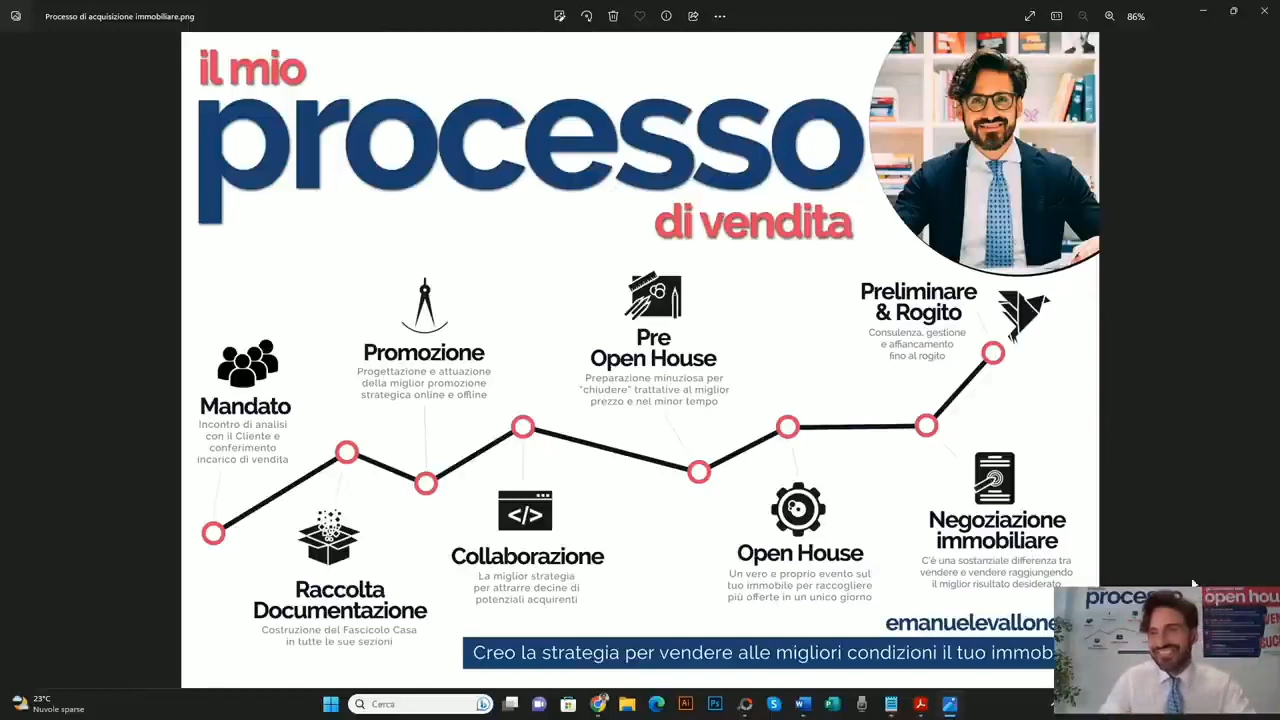 Processo di acquisizione immobiliare.png
86%
il mio
processo
di vendita
Mandato
Incontro di analisi
con il Cliente e
conferimento
incarico di vendita
Raccolta
Documentazione
Costruzione del Fascicolo Casa
in tutte le sue sezioni
Promozione
Progettazione e attuazione
della miglior promozione
strategica online e offline
</>
Collaborazione
La miglior strategia
per attrarre decine di
potenziali acquirenti
Pre
Open House
Preparazione minuziosa per
"chiudere" trattative al miglior
prezzo e nel minor tempo
Open House
Un vero e proprio evento sul
tuo immobile per raccogliere
più offerte in un unico giorno
Preliminare
& Rogito
Consulenza, gestione
e affiancamento
fino al rogito
Negoziazione
immobiliare
C'è una sostanziale differenza tra
vendere e vendere raggiungendo
il miglior risultato desiderato
emanuelevallone
Creo la strategia per vendere alle migliori condizioni il tuo immob
processo
open hou
23°C
Nuvole sparse
Cerca
Ai
Ps